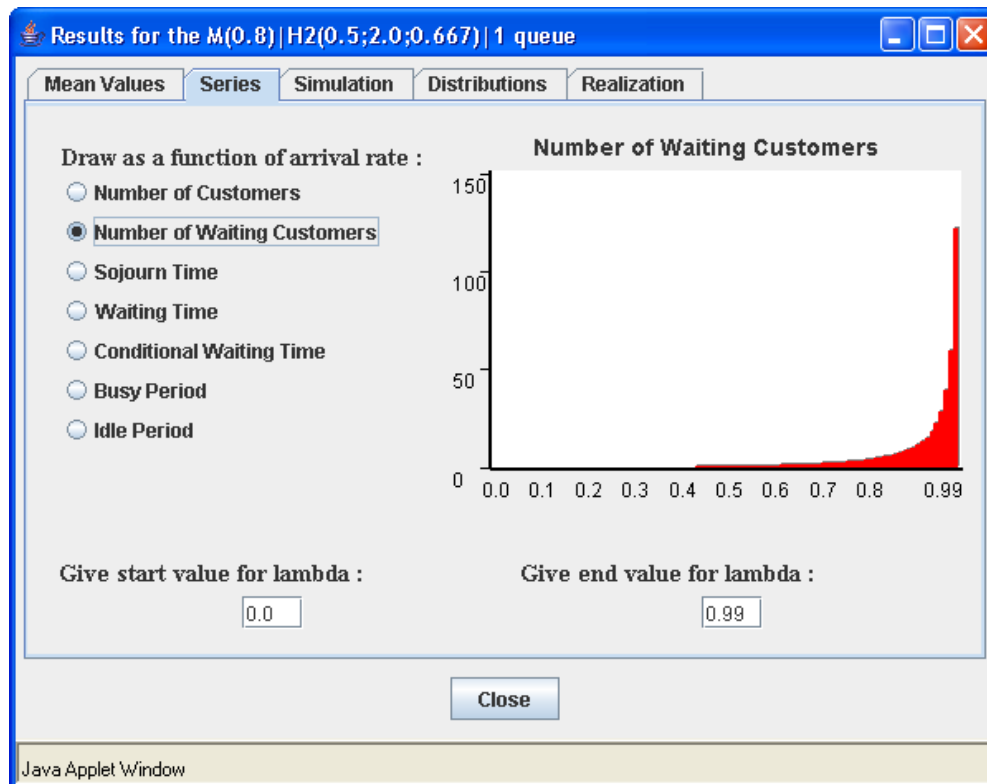 Results for the M(0.8)|H2(0.5;2.0;0.667)|1 queue
Mean Values Series Simulation Distributions Realization
Draw as a function of arrival rate :
Number of Customers
Number of Waiting Customers
Sojourn Time
Waiting Time
Conditional Waiting Time
Busy Period
Idle Period
Number of Waiting Customers
150
100
50
0
0.0 0.1 0.2 0.3 0.4 0.5 0.6 0.7 0.8 0.99
Give start value for lambda :
0.0
Give end value for lambda :
0.99
Close
Java Applet Window